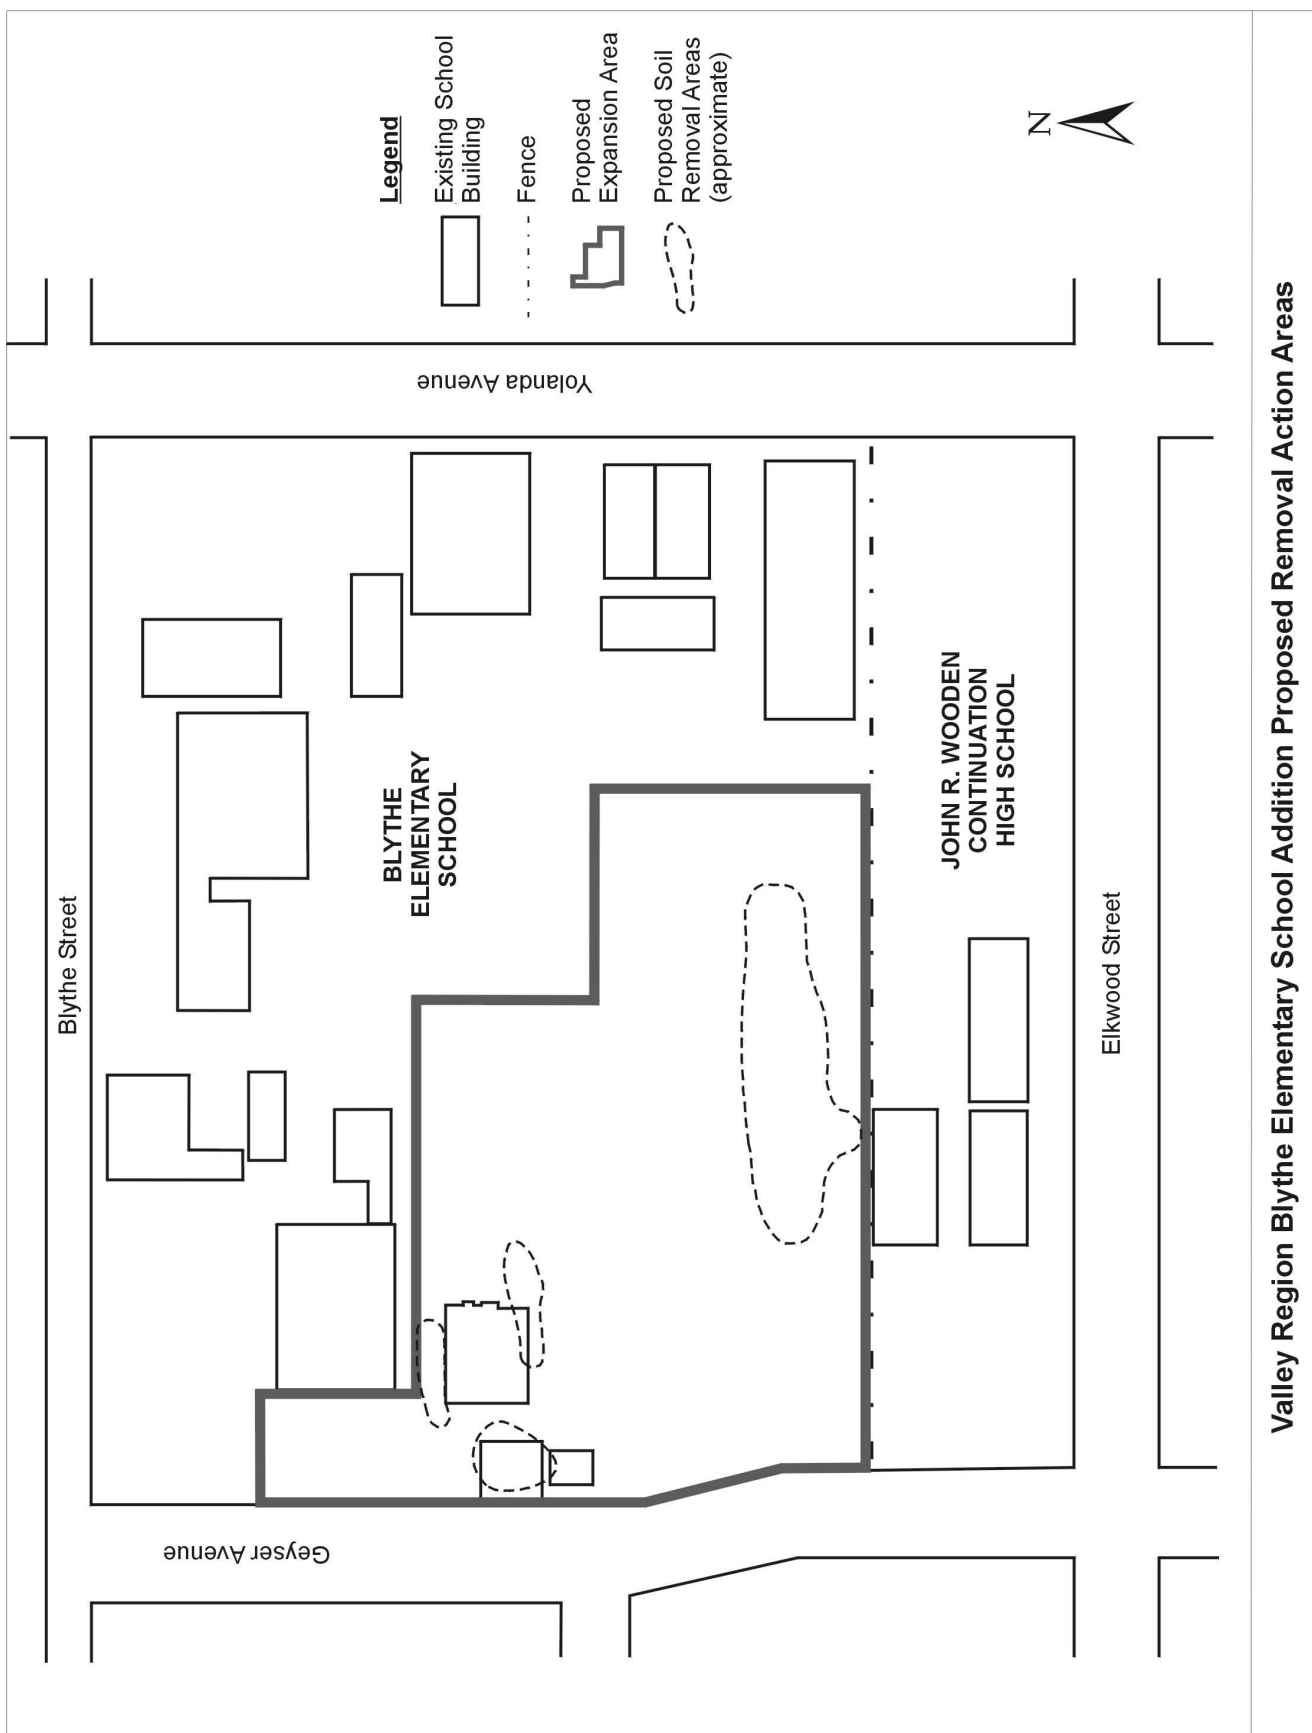 Legend
Existing School
Building
Fence
Proposed
Expansion Area
Proposed Soil
Removal Areas
(approximate)
N
Blythe Street
Yolanda Avenue
BLYTHE
ELEMENTARY
SCHOOL
JOHN R. WOODEN
CONTINUATION
HIGH SCHOOL
Elkwood Street
Geyser Avenue
Valley Region Blythe Elementary School Addition Proposed Removal Action Areas